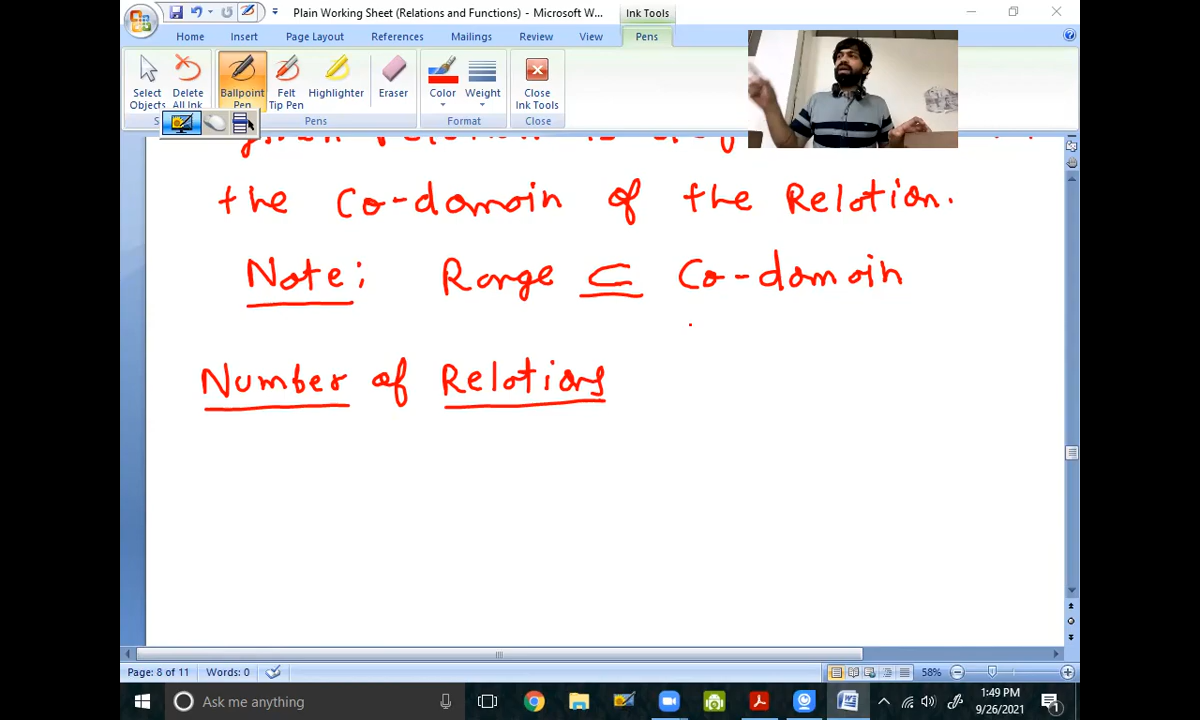 Plain Working Sheet (Relations and Functions) - Microsoft W... Ink Tools
Home Insert Page Layout References Mailings Review View Pens
Select Objects Delete All Ink Ballpoint Pen Felt Tip Pen Highlighter Eraser Color Weight Close Ink Tools
Pens Format Close
given relation is
the Co-domain of the Relation.
Note: Range ⊆ Co-domain
Number of Relations
Page: 8 of 11 Words: 0 58%
Ask me anything 1:49 PM
9/26/2021